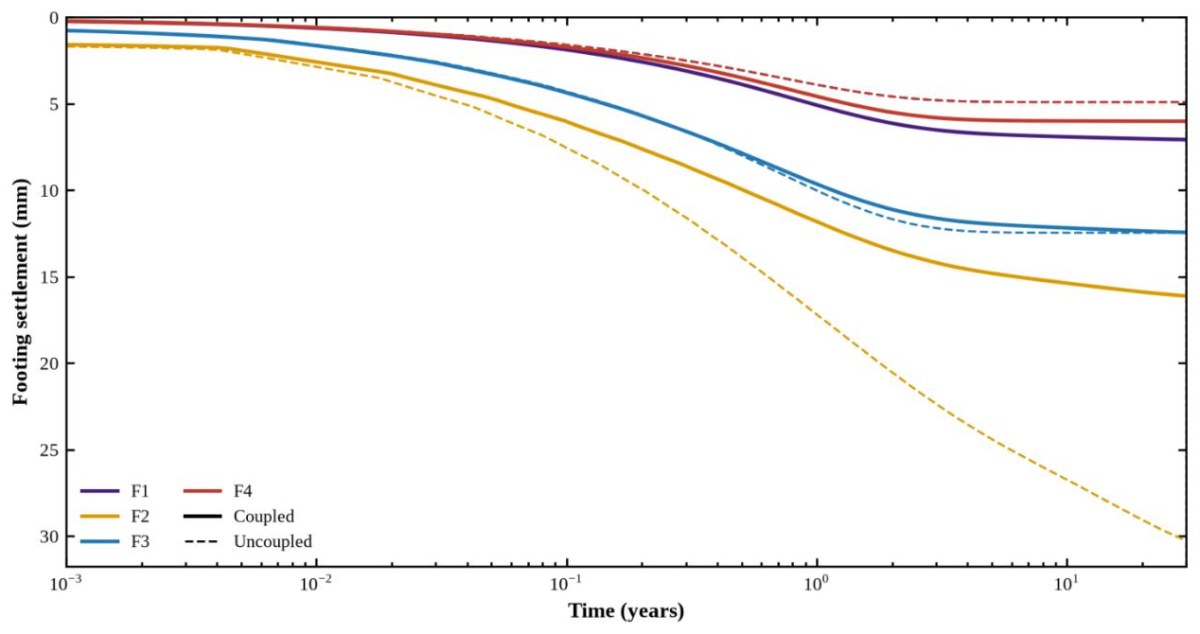 0
5
10
15
20
25
30
Footing settlement (mm)
F1
F2
F3
F4
Coupled
Uncoupled
10⁻³
10⁻²
10⁻¹
10⁰
10¹
Time (years)